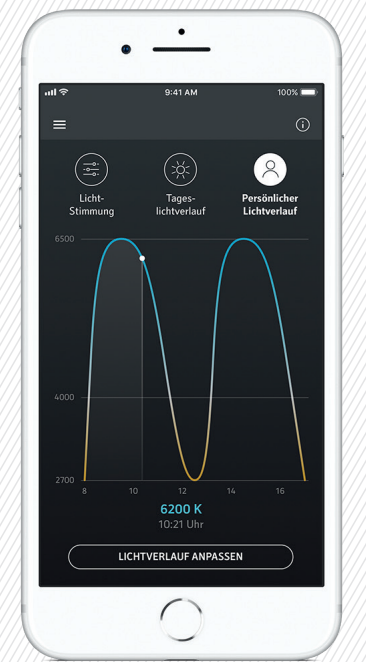 9:41 AM
100%
Licht-
Stimmung
Tages-
lichtverlauf
Persönlicher
Lichtverlauf
6500
4000
2700
8 10 12 14 16
6200 K
10:21 Uhr
LICHTVERLAUF ANPASSEN